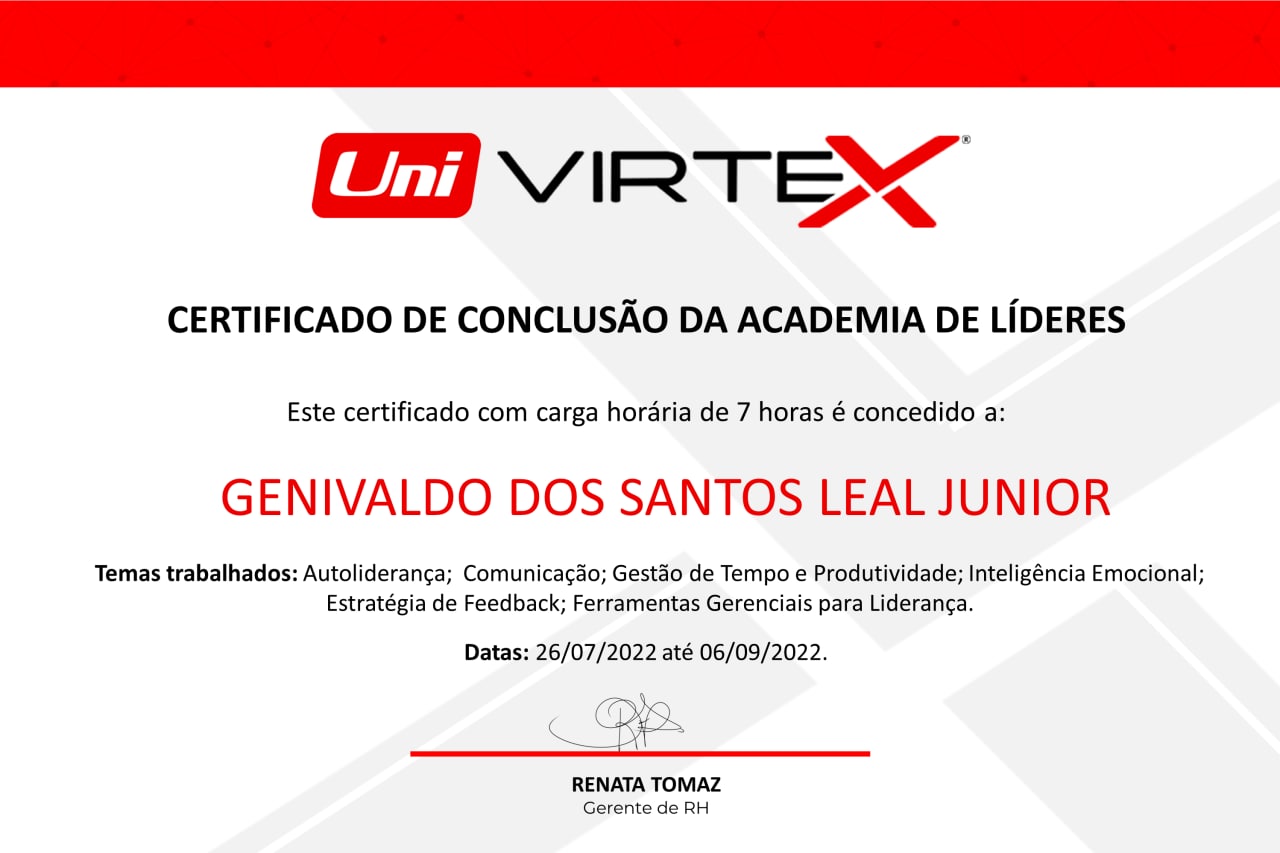 Uni VIRTEX®
CERTIFICADO DE CONCLUSÃO DA ACADEMIA DE LÍDERES
Este certificado com carga horária de 7 horas é concedido a:
GENIVALDO DOS SANTOS LEAL JUNIOR
Temas trabalhados: Autoliderança; Comunicação; Gestão de Tempo e Produtividade; Inteligência Emocional;
Estratégia de Feedback; Ferramentas Gerenciais para Liderança.
Datas: 26/07/2022 até 06/09/2022.
RENATA TOMAZ
Gerente de RH